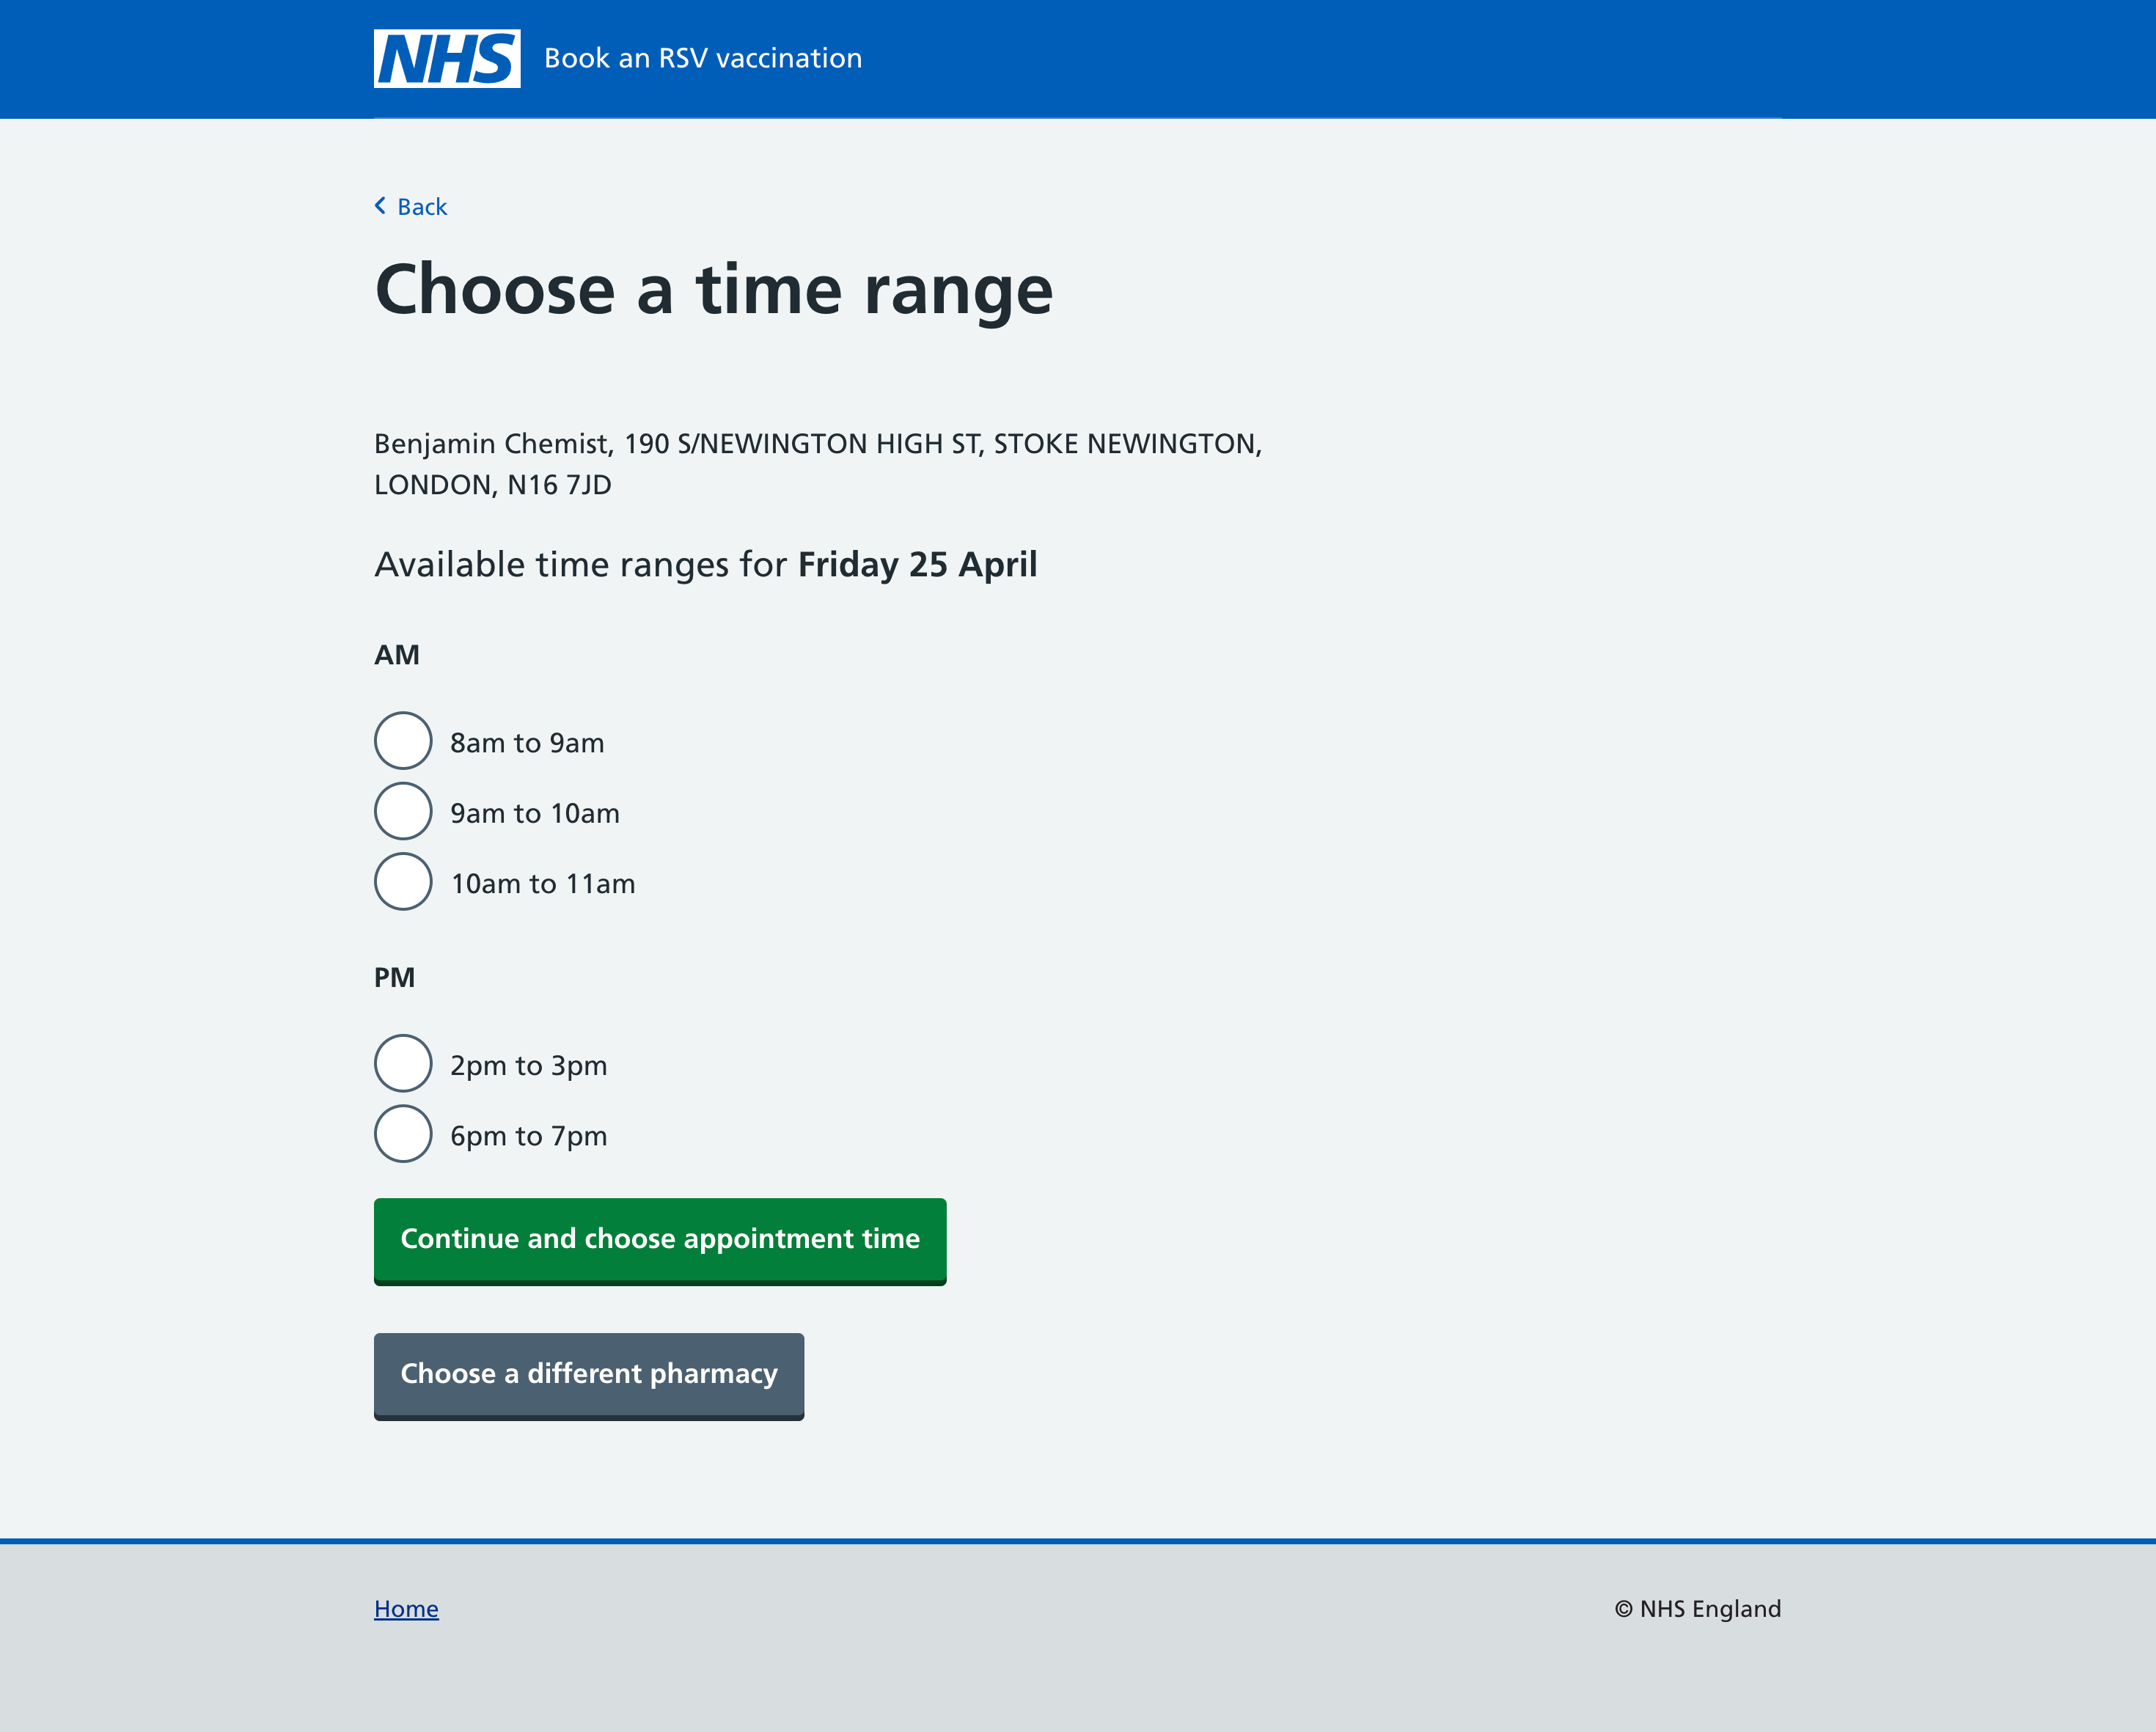 NHS Book an RSV vaccination
Back
Choose a time range
Benjamin Chemist, 190 S/NEWINGTON HIGH ST, STOKE NEWINGTON,
LONDON, N16 7JD
Available time ranges for Friday 25 April
AM
8am to 9am
9am to 10am
10am to 11am
PM
2pm to 3pm
6pm to 7pm
Continue and choose appointment time
Choose a different pharmacy
Home © NHS England